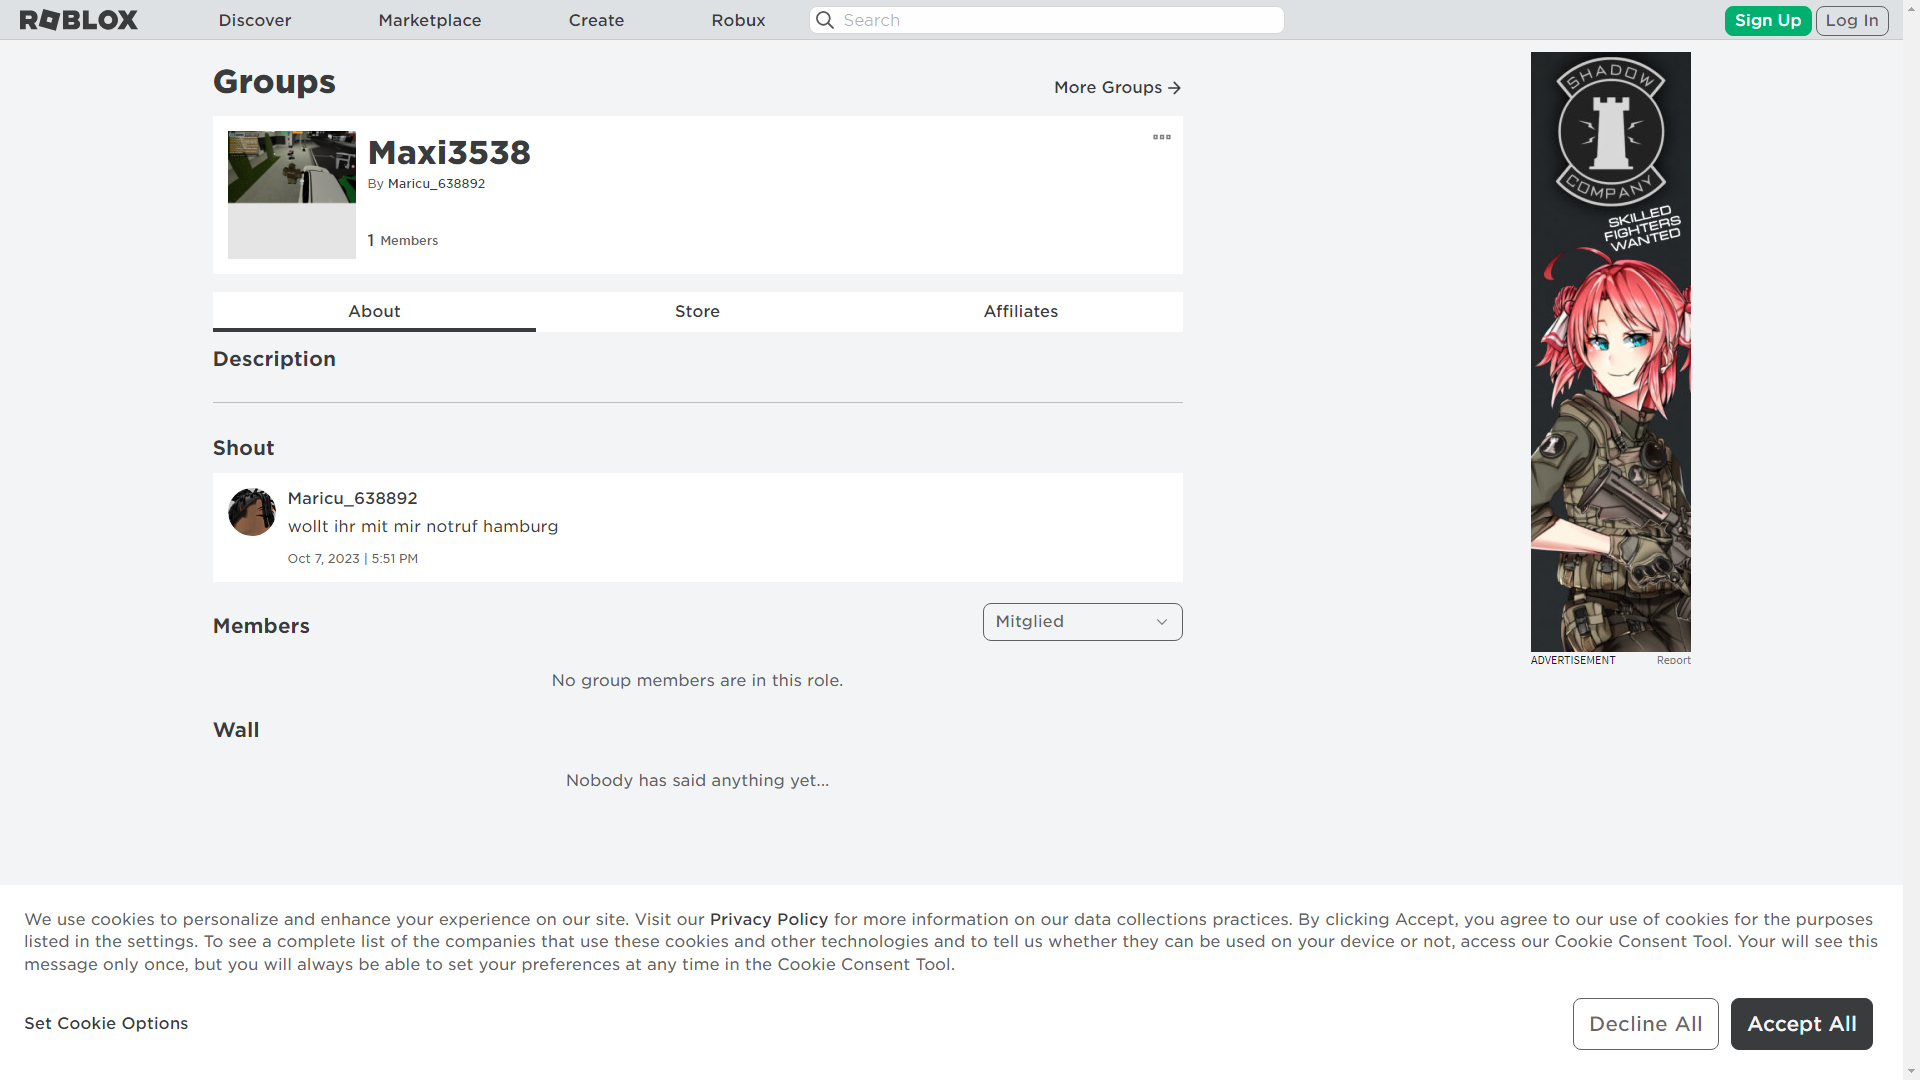 ROBLOX
Discover
Marketplace
Create
Robux
Search
Sign Up
Log In
Groups
More Groups
Maxi3538
By Maricu_638892
1 Members
About
Store
Affiliates
Description
Shout
Maricu_638892
wollt ihr mit mir notruf hamburg
Oct 7, 2023 | 5:51 PM
Members
Mitglied
No group members are in this role.
Wall
Nobody has said anything yet...
SHADOW
COMPANY
SKILLED
FIGHTERS
WANTED
ADVERTISEMENT
Report
We use cookies to personalize and enhance your experience on our site. Visit our Privacy Policy for more information on our data collections practices. By clicking Accept, you agree to our use of cookies for the purposes
listed in the settings. To see a complete list of the companies that use these cookies and other technologies and to tell us whether they can be used on your device or not, access our Cookie Consent Tool. Your will see this
message only once, but you will always be able to set your preferences at any time in the Cookie Consent Tool.
Set Cookie Options
Decline All
Accept All